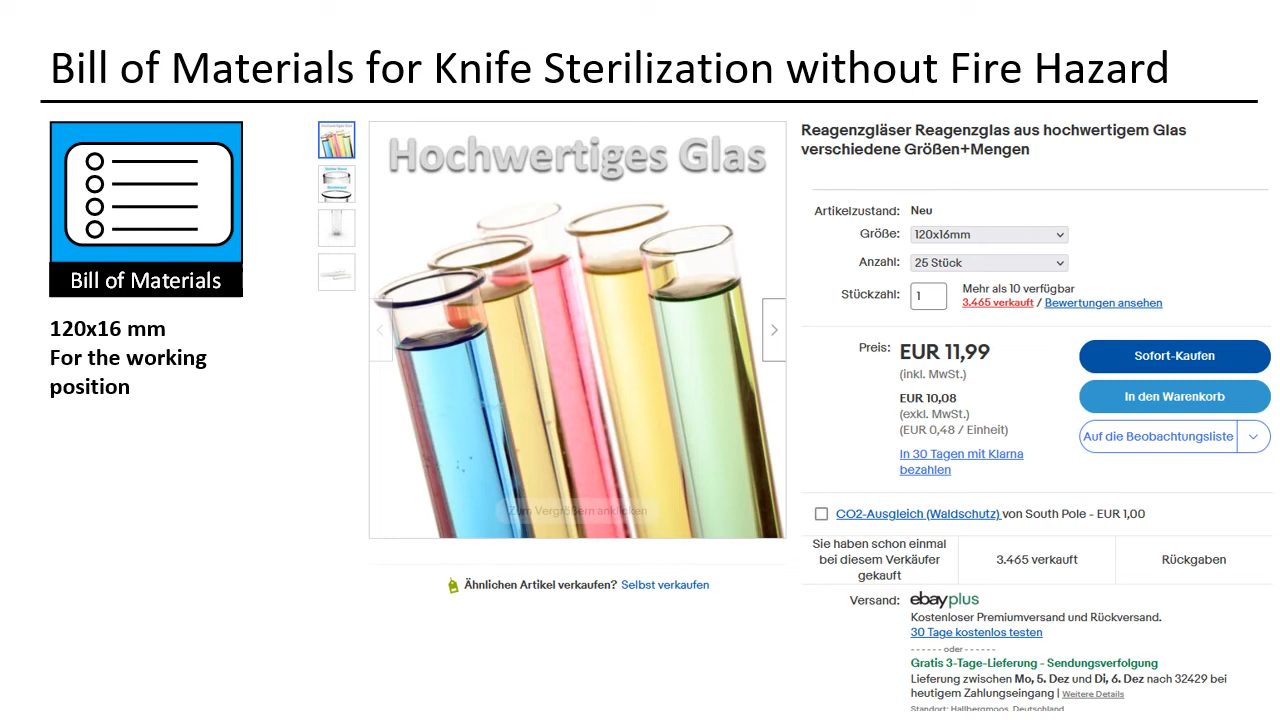 Bill of Materials for Knife Sterilization without Fire Hazard
Bill of Materials
120x16 mm
For the working
position
Hochwertiges Glas
Zum Vergrößern anklicken
Ähnlichen Artikel verkaufen? Selbst verkaufen
Reagenzgläser Reagenzglas aus hochwertigem Glas
verschiedene Größen+Mengen
Artikelzustand: Neu
Größe: 120x16mm
Anzahl: 25 Stück
Stückzahl: 1
Mehr als 10 verfügbar
3.465 verkauft / Bewertungen ansehen
Preis: EUR 11,99
(inkl. MwSt.)
EUR 10,08
(exkl. MwSt.)
(EUR 0,48 / Einheit)
In 30 Tagen mit Klarna
bezahlen
Sofort-Kaufen
In den Warenkorb
Auf die Beobachtungsliste
CO2-Ausgleich (Waldschutz) von South Pole - EUR 1,00
Sie haben schon einmal
bei diesem Verkäufer
gekauft
3.465 verkauft
Rückgaben
Versand: ebayplus
Kostenloser Premiumversand und Rückversand.
30 Tage kostenlos testen
------ oder ------
Gratis 3-Tage-Lieferung - Sendungsverfolgung
Lieferung zwischen Mo, 5. Dez und Di, 6. Dez nach 32429 bei
heutigem Zahlungseingang | Weitere Details
Standort: Hallbergmoos, Deutschland